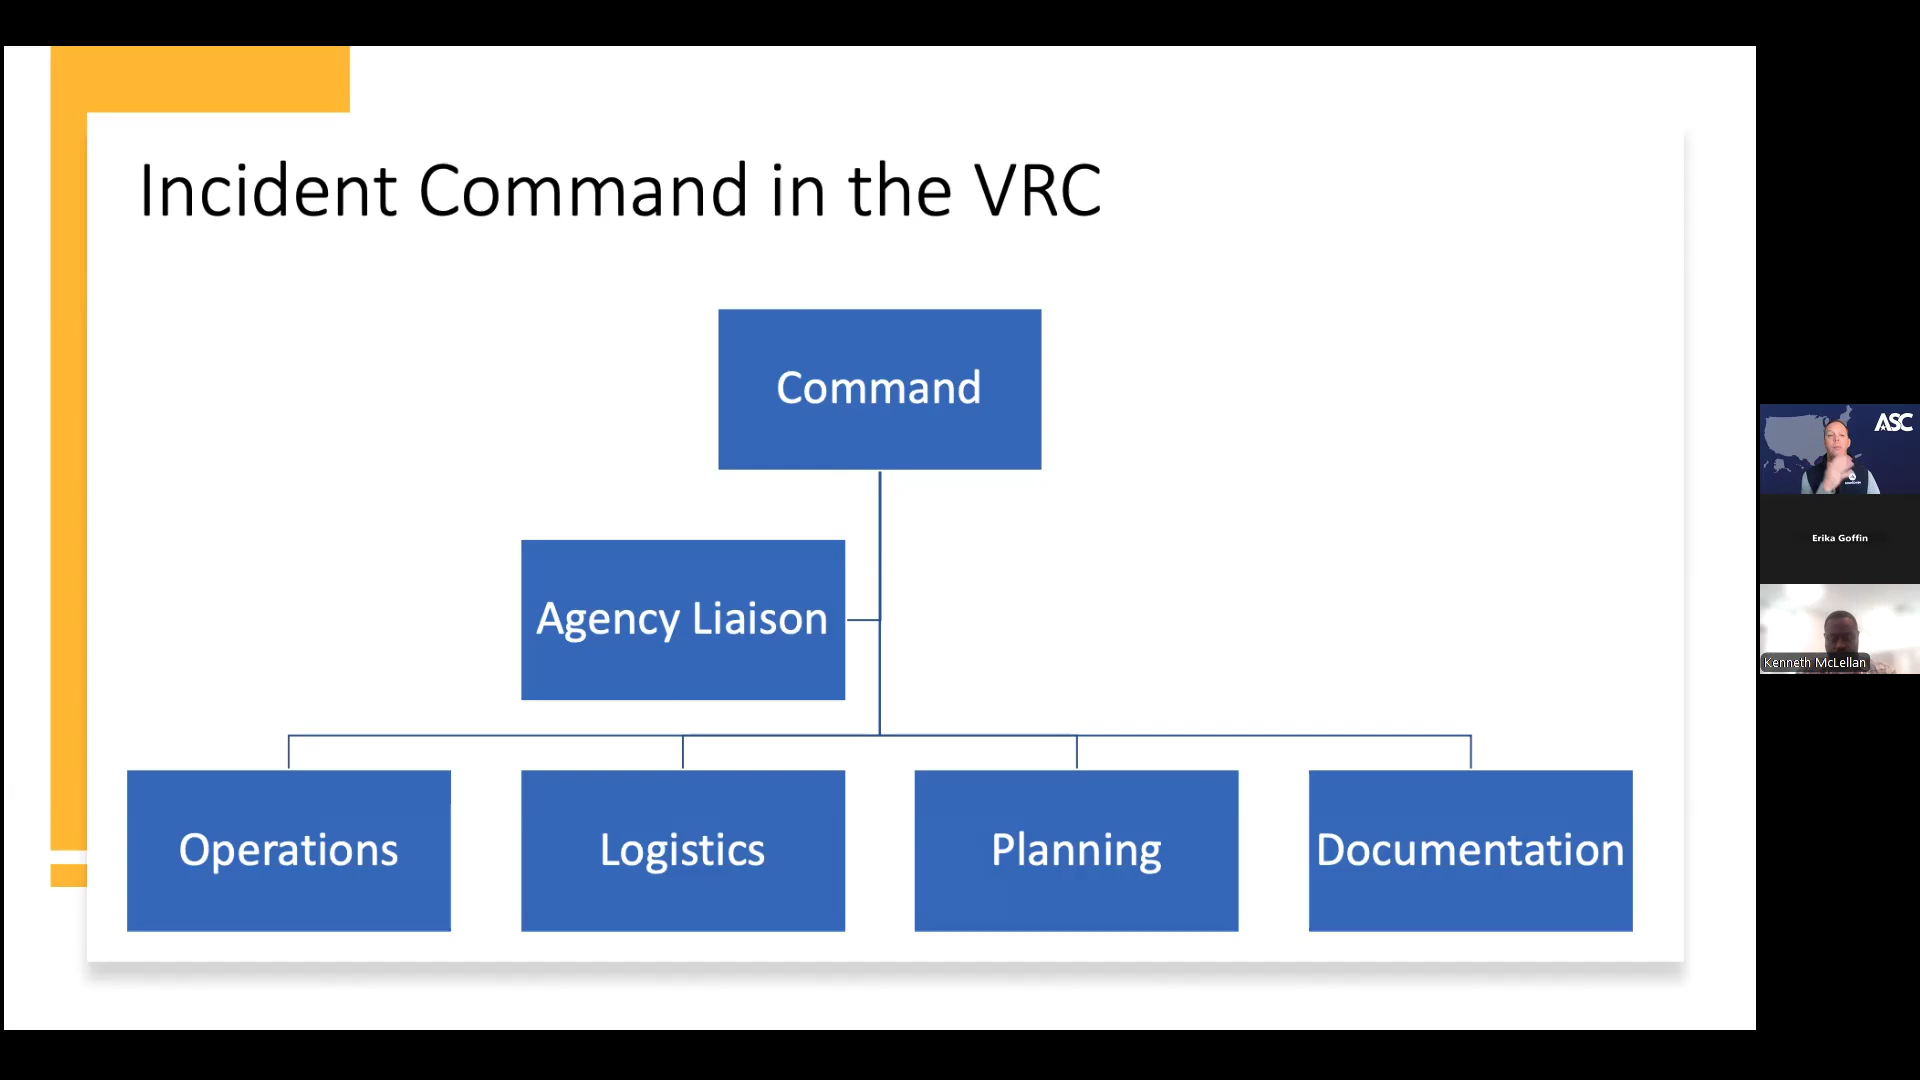 Incident Command in the VRC
Command
Agency Liaison
Operations
Logistics
Planning
Documentation
ASC
Erika Goffin
Kenneth McLellan